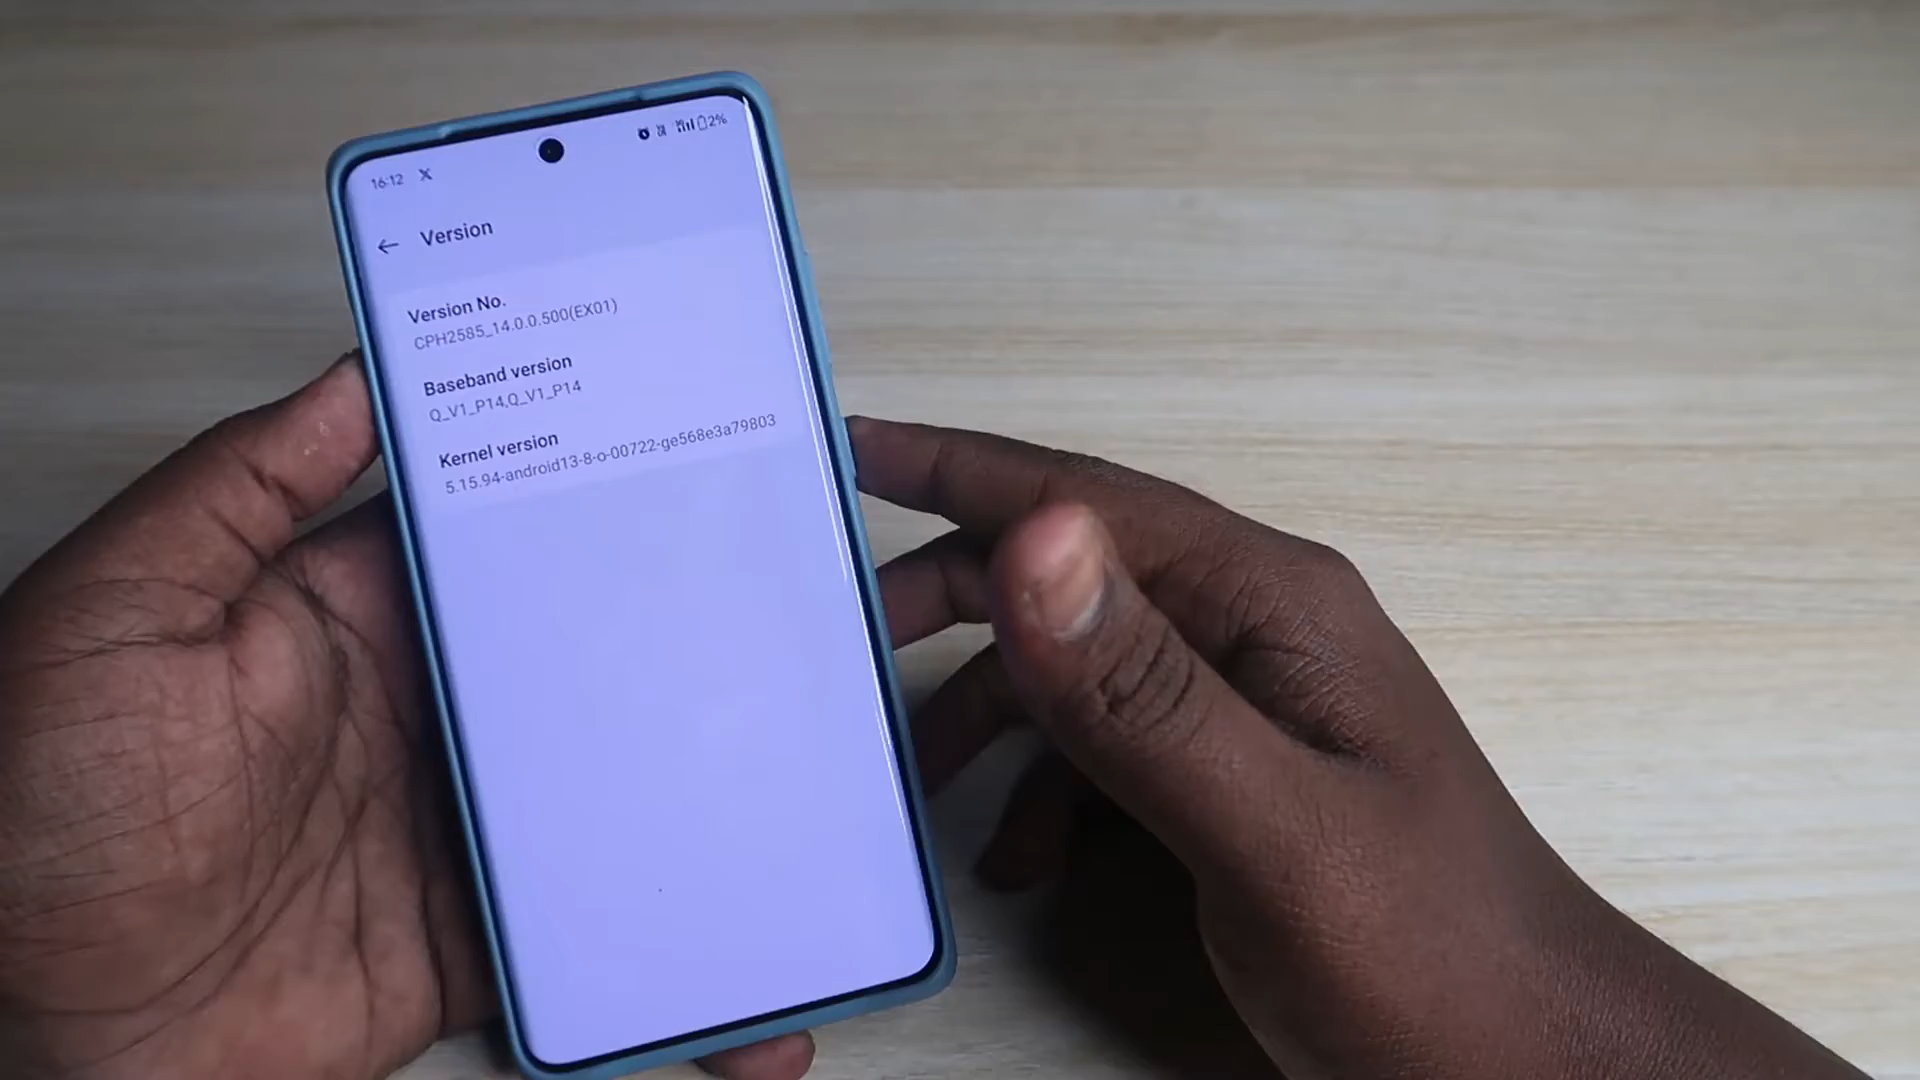 16:12 X 2%
Version
Version No.
CPH2585_14.0.0.500(EX01)
Baseband version
Q_V1_P14,Q_V1_P14
Kernel version
5.15.94-android13-8-o-00722-ge568e3a79803